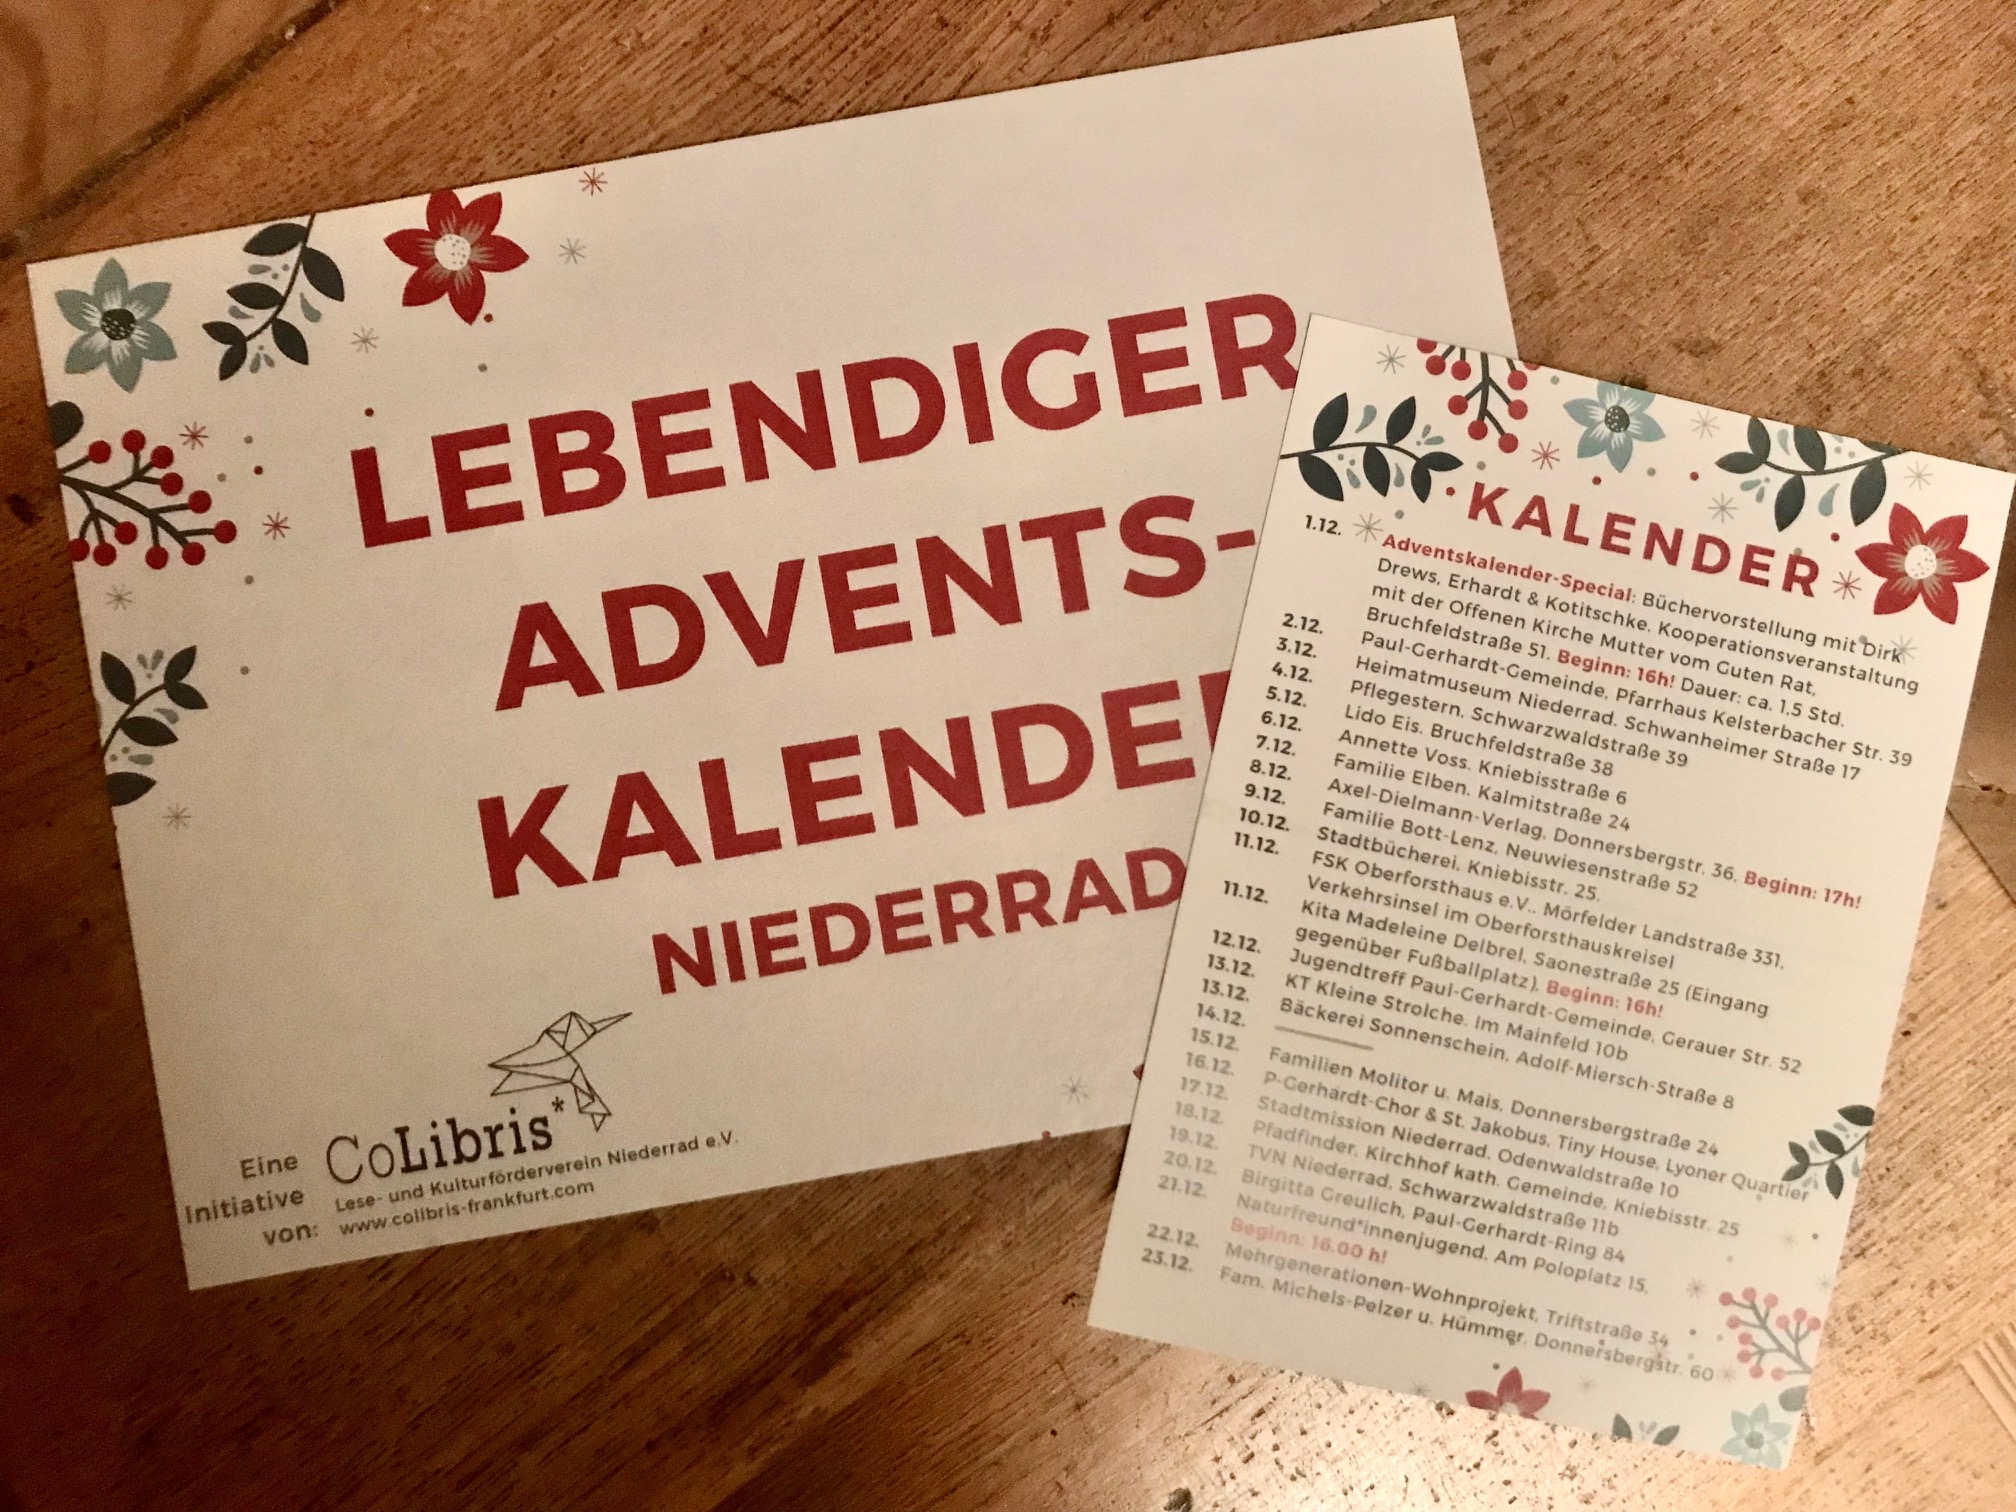 LEBENDIGER
ADVENTS-
KALENDE
NIEDERRAD
Eine
Initiative
von:
CoLibris*
Lese- und Kulturförderverein Niederrad e.V.
www.colibris-frankfurt.com
KALENDER
1.12. Adventskalender-Special: Büchervorstellung mit Dirk
Drews, Erhardt & Kotitschke, Kooperationsveranstaltung
mit der Offenen Kirche Mutter vom Guten Rat,
Bruchfeldstraße 51. Beginn: 16h! Dauer: ca. 1,5 Std.
2.12. Paul-Gerhardt-Gemeinde, Pfarrhaus Kelsterbacher Str. 39
3.12. Heimatmuseum Niederrad, Schwanheimer Straße 17
4.12. Pflegestern, Schwarzwaldstraße 39
5.12. Lido Eis, Bruchfeldstraße 38
6.12. Annette Voss, Kniebisstraße 6
7.12. Familie Elben, Kalmitstraße 24
8.12. Axel-Dielmann-Verlag, Donnersbergstr. 36, Beginn: 17h!
9.12. Familie Bott-Lenz, Neuwiesenstraße 52
10.12. Stadtbücherei, Kniebisstr. 25,
11.12. FSK Oberforsthaus e.V., Mörfelder Landstraße 331,
Verkehrsinsel im Oberforsthauskreisel
11.12. Kita Madeleine Delbrel, Saonestraße 25 (Eingang
gegenüber Fußballplatz), Beginn: 16h!
12.12. Jugendtreff Paul-Gerhardt-Gemeinde, Gerauer Str. 52
13.12. KT Kleine Strolche, Im Mainfeld 10b
13.12. Bäckerei Sonnenschein, Adolf-Miersch-Straße 8
14.12.
15.12. Familien Molitor u. Mais, Donnersbergstraße 24
16.12. P-Gerhardt-Chor & St. Jakobus, Tiny House, Lyoner Quartier
17.12. Stadtmission Niederrad, Odenwaldstraße 10
18.12. Pfadfinder, Kirchhof kath. Gemeinde, Kniebisstr. 25
19.12. TVN Niederrad, Schwarzwaldstraße 11b
20.12. Birgitta Greulich, Paul-Gerhardt-Ring 84
21.12. Naturfreund*innenjugend, Am Poloplatz 15,
Beginn: 16.00 h!
22.12. Mehrgenerationen-Wohnprojekt, Triftstraße 34
23.12. Fam. Michels-Pelzer u. Hümmer, Donnersbergstr. 60